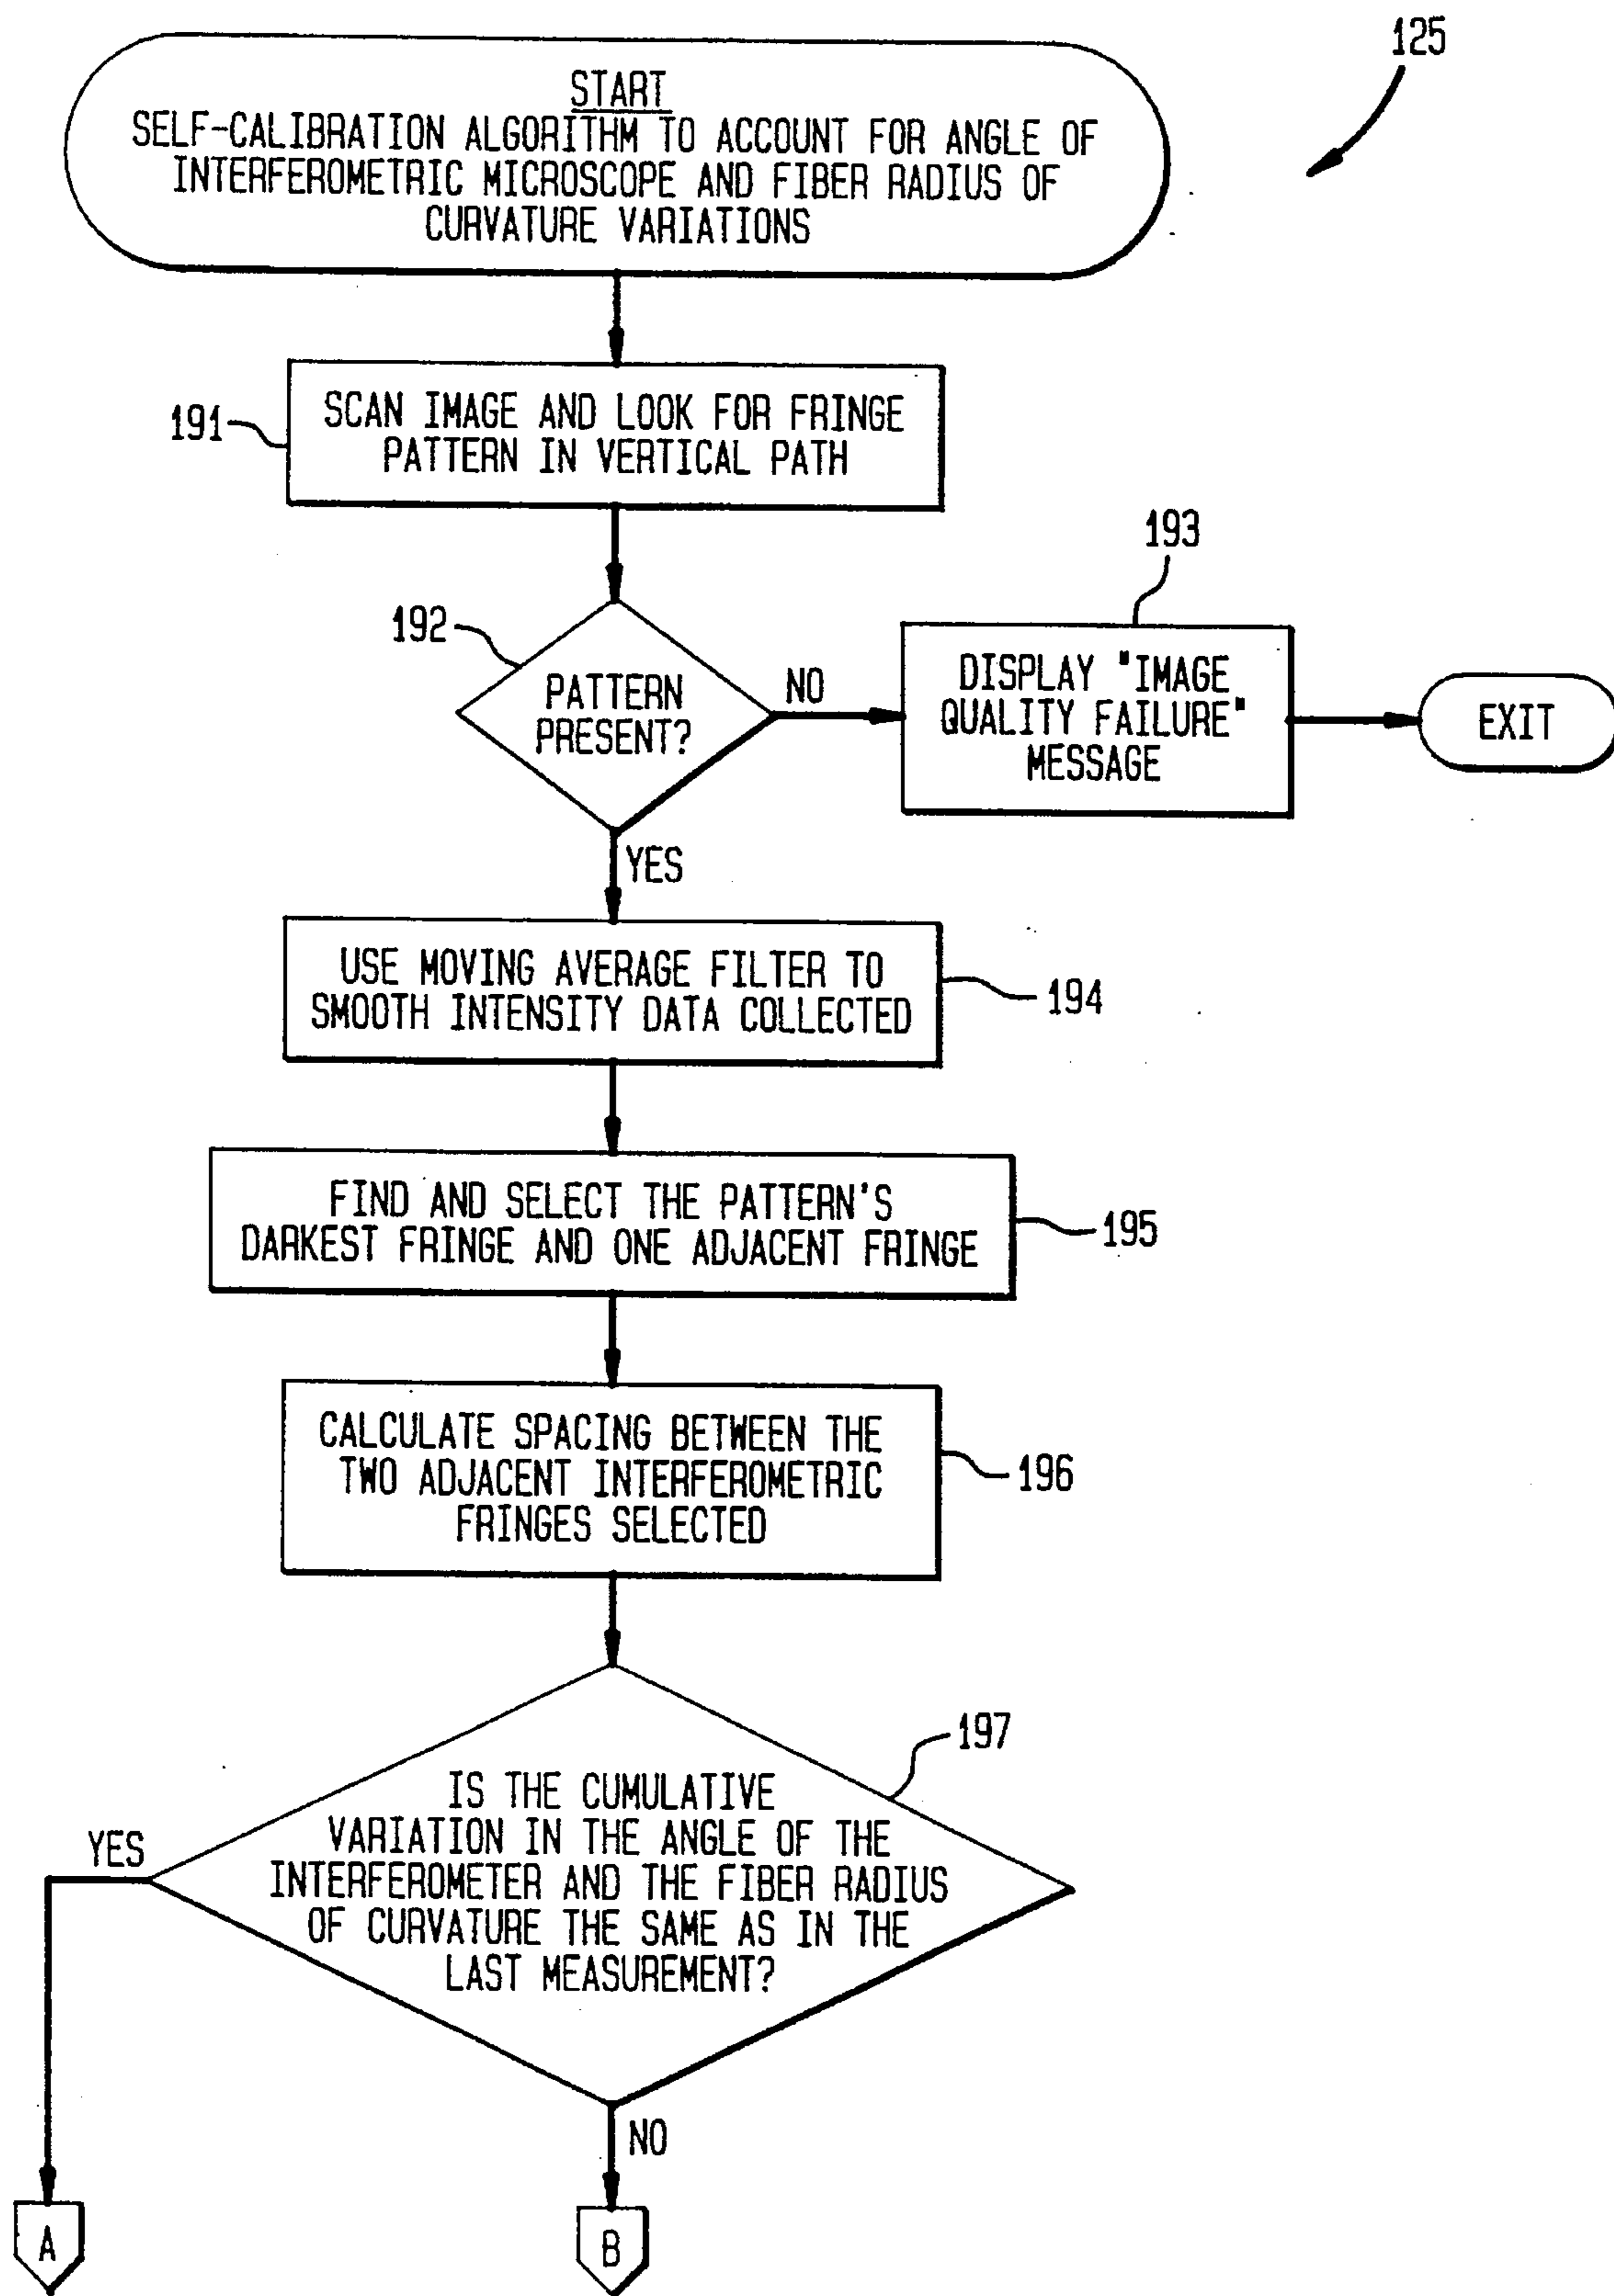 125
START
SELF-CALIBRATION ALGORITHM TO ACCOUNT FOR ANGLE OF
INTERFEROMETRIC MICROSCOPE AND FIBER RADIUS OF
CURVATURE VARIATIONS
191
SCAN IMAGE AND LOOK FOR FRINGE
PATTERN IN VERTICAL PATH
192
PATTERN
PRESENT?
NO
193
DISPLAY "IMAGE
QUALITY FAILURE"
MESSAGE
EXIT
YES
USE MOVING AVERAGE FILTER TO
SMOOTH INTENSITY DATA COLLECTED
194
FIND AND SELECT THE PATTERN'S
DARKEST FRINGE AND ONE ADJACENT FRINGE
195
CALCULATE SPACING BETWEEN THE
TWO ADJACENT INTERFEROMETRIC
FRINGES SELECTED
196
197
IS THE CUMULATIVE
VARIATION IN THE ANGLE OF THE
INTERFEROMETER AND THE FIBER RADIUS
OF CURVATURE THE SAME AS IN THE
LAST MEASUREMENT?
YES
NO
A
B